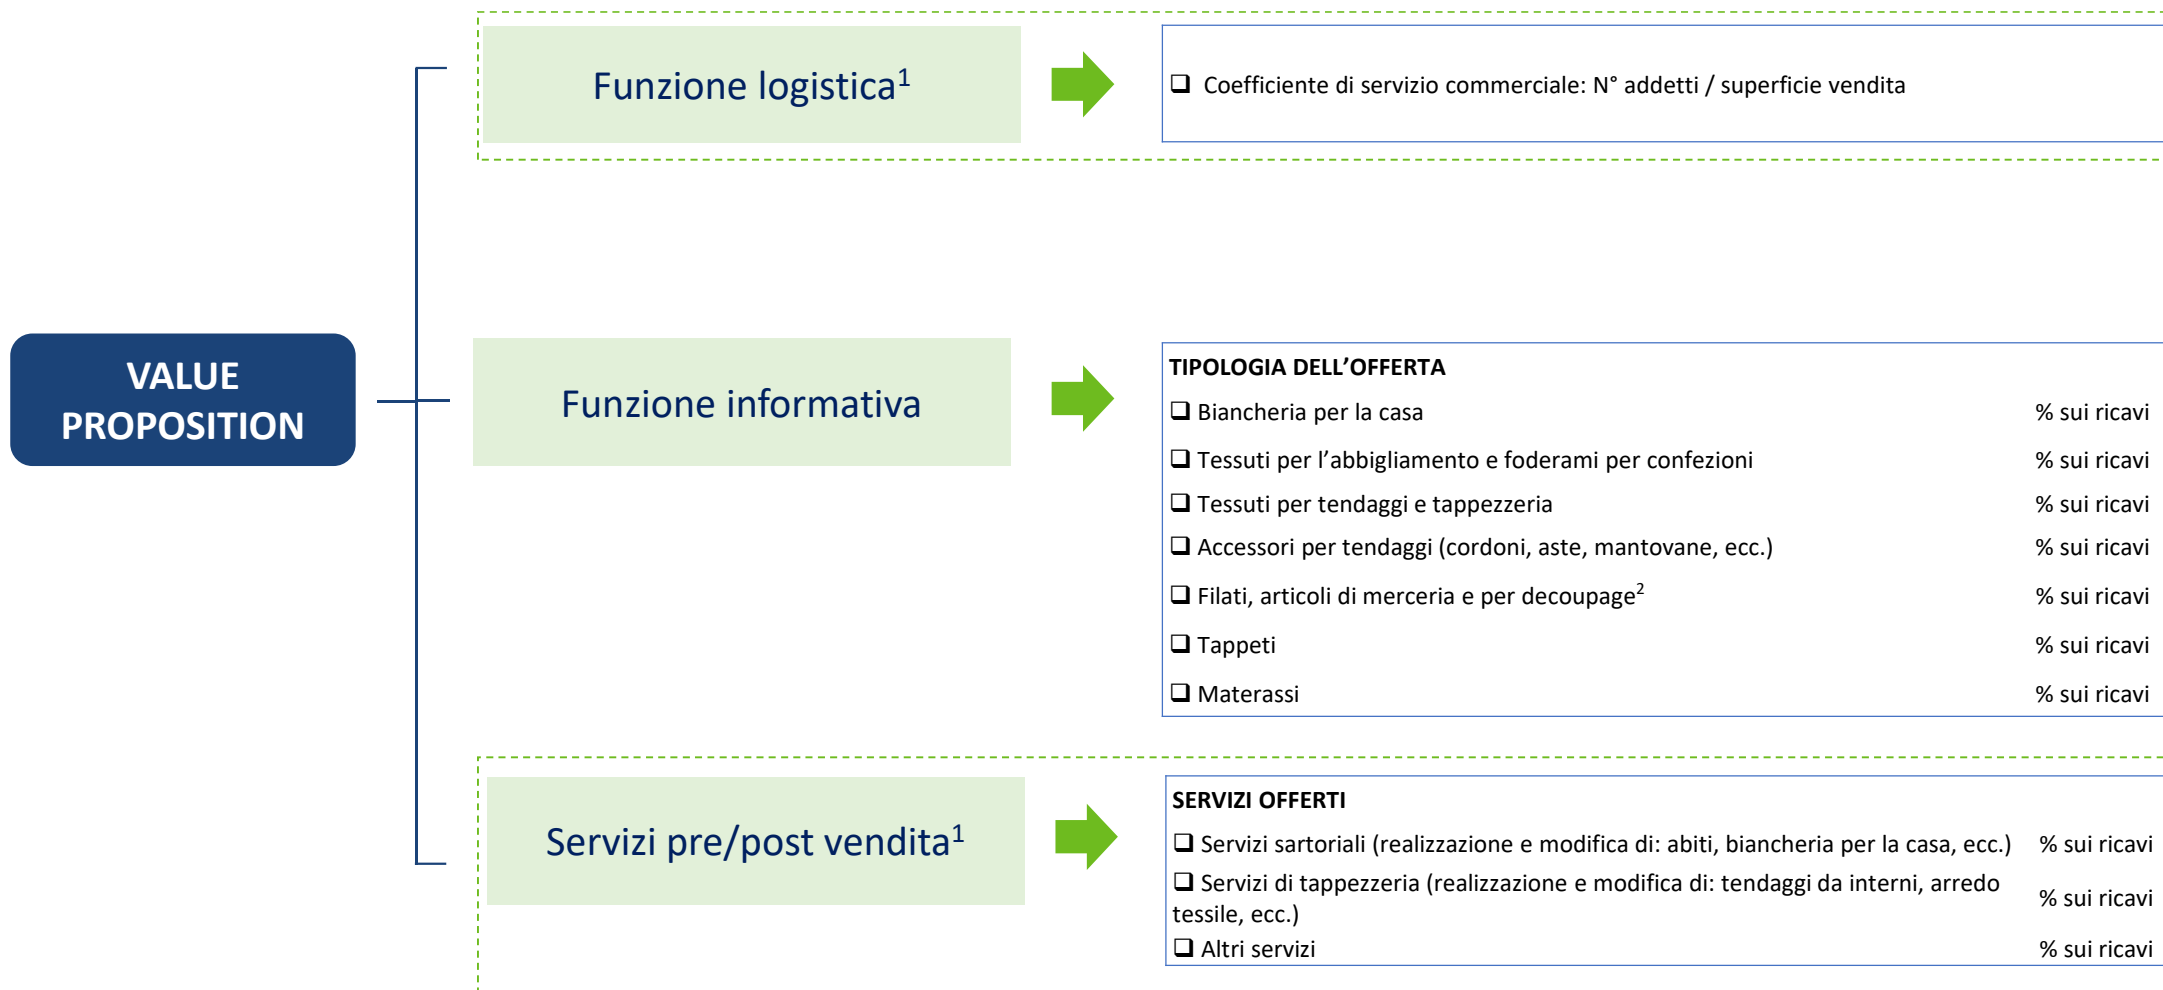 Funzione logistica1
❑ Coefficiente di servizio commerciale: N° addetti / superficie vendita
VALUE
PROPOSITION
Funzione informativa
TIPOLOGIA DELL’OFFERTA
❑ Biancheria per la casa % sui ricavi
❑ Tessuti per l’abbigliamento e foderami per confezioni % sui ricavi
❑ Tessuti per tendaggi e tappezzeria % sui ricavi
❑ Accessori per tendaggi (cordoni, aste, mantovane, ecc.) % sui ricavi
❑ Filati, articoli di merceria e per decoupage2 % sui ricavi
❑ Tappeti % sui ricavi
❑ Materassi % sui ricavi
Servizi pre/post vendita1
SERVIZI OFFERTI
❑ Servizi sartoriali (realizzazione e modifica di: abiti, biancheria per la casa, ecc.) % sui ricavi
❑ Servizi di tappezzeria (realizzazione e modifica di: tendaggi da interni, arredo
tessile, ecc.) % sui ricavi
❑ Altri servizi % sui ricavi